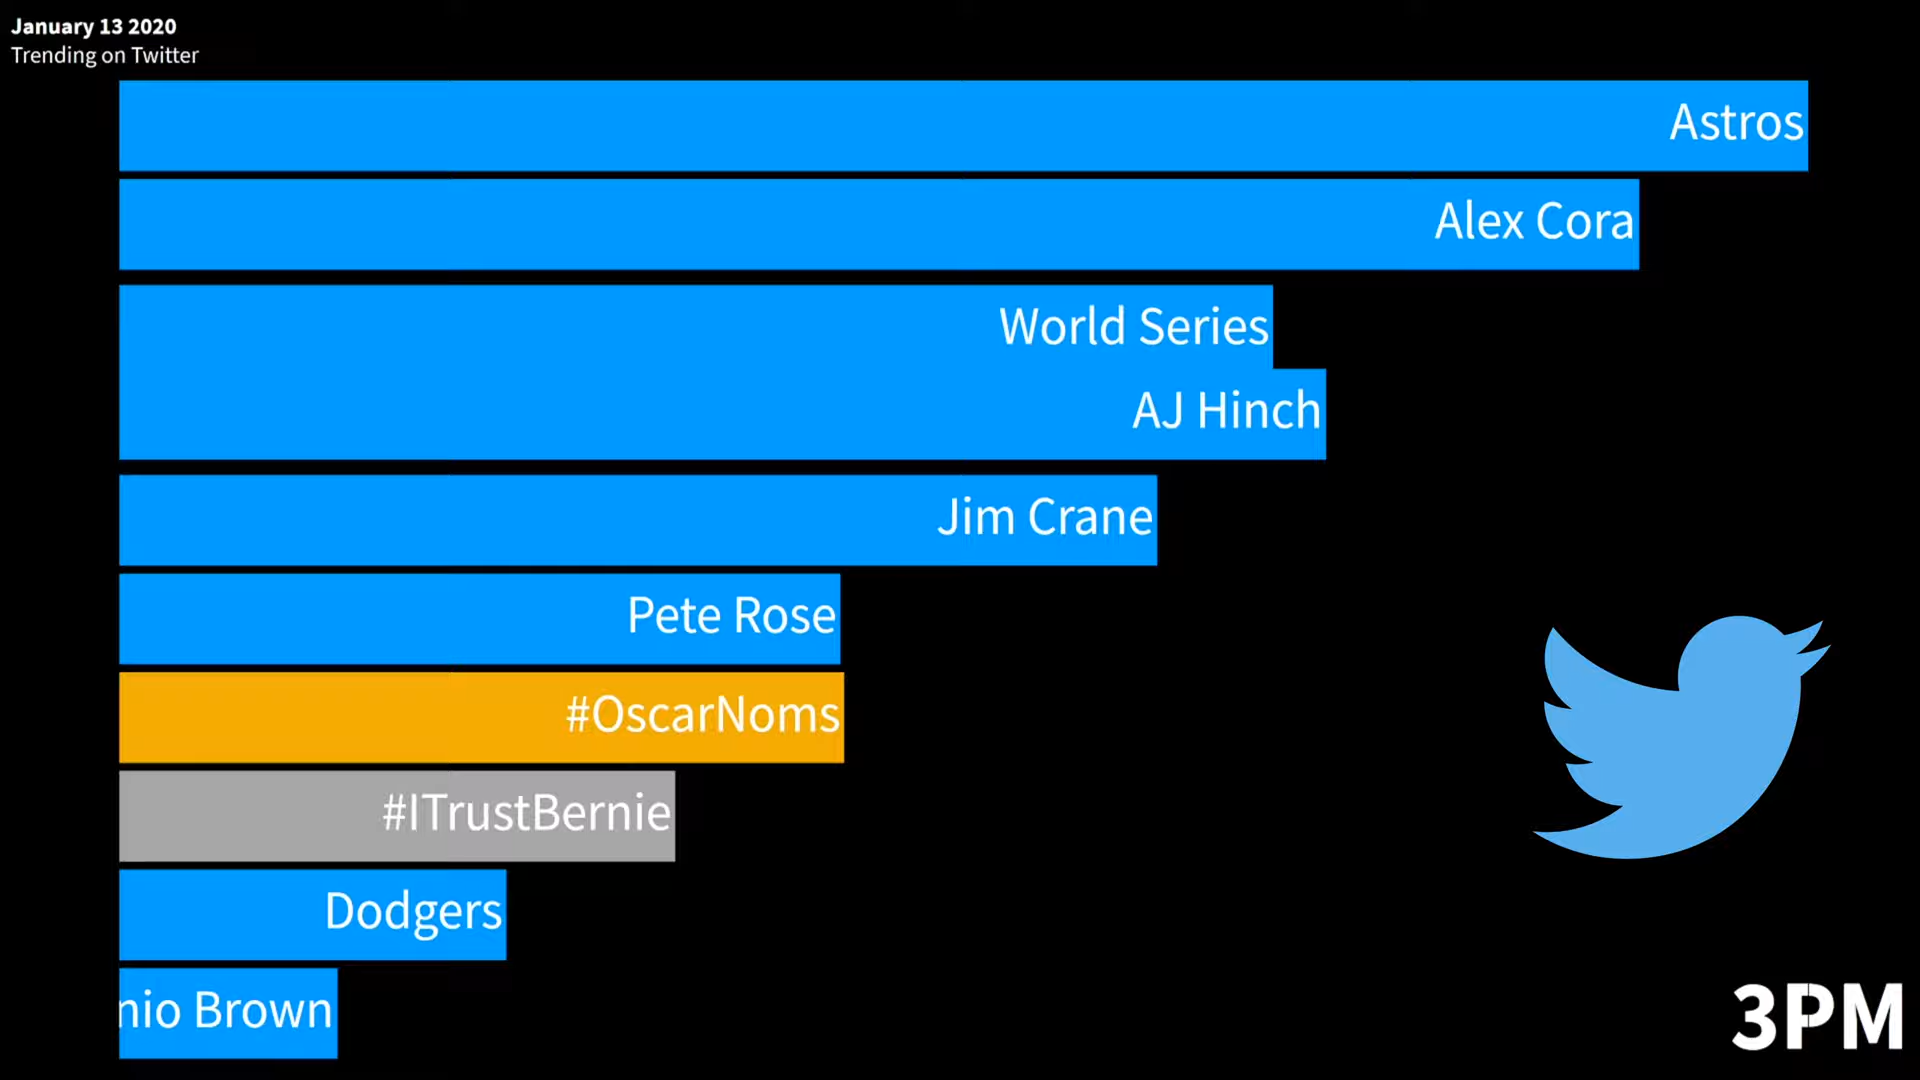 January 13 2020
Trending on Twitter
Astros
Alex Cora
World Series
AJ Hinch
Jim Crane
Pete Rose
#OscarNoms
#ITrustBernie
Dodgers
nio Brown
3PM